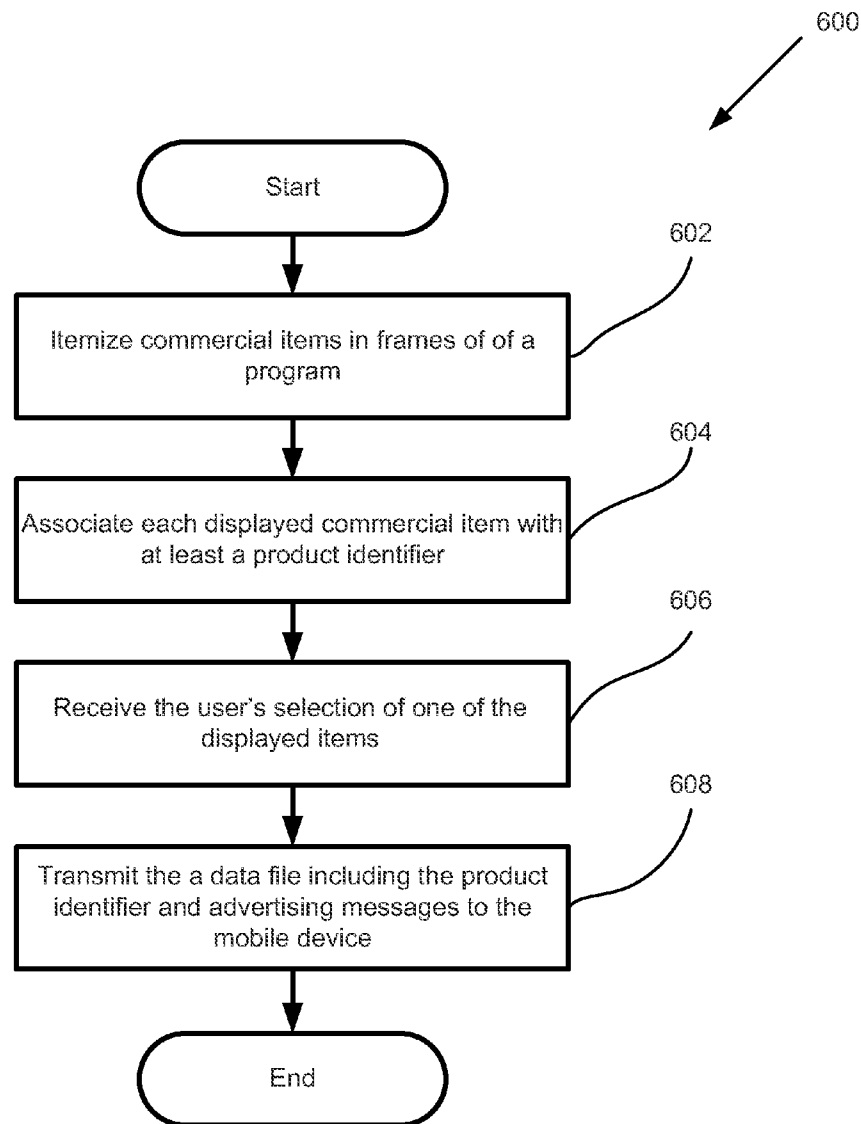 600
Start
602
Itemize commercial items in frames of of a
program
604
Associate each displayed commercial item with
at least a product identifier
606
Receive the user's selection of one of the
displayed items
608
Transmit the a data file including the product
identifier and advertising messages to the
mobile device
End